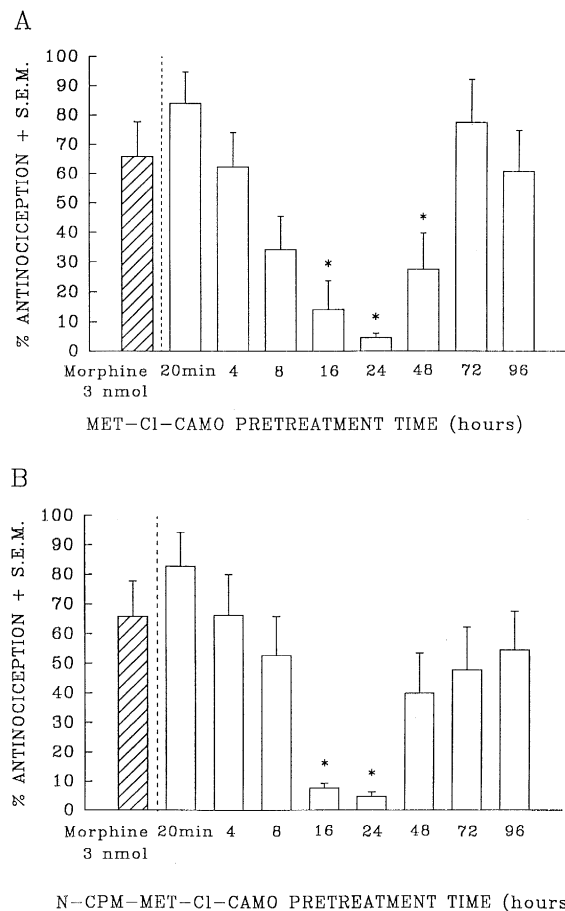 A
% ANTINOCICEPTION + S.E.M.
100
90
80
70
60
50
40
30
20
10
0
*
*
*
Morphine 20min 4 8 16 24 48 72 96
3 nmol
MET-Cl-CAMO PRETREATMENT TIME (hours)
B
% ANTINOCICEPTION + S.E.M.
100
90
80
70
60
50
40
30
20
10
0
*
*
Morphine 20min 4 8 16 24 48 72 96
3 nmol
N-CPM-MET-Cl-CAMO PRETREATMENT TIME (hours